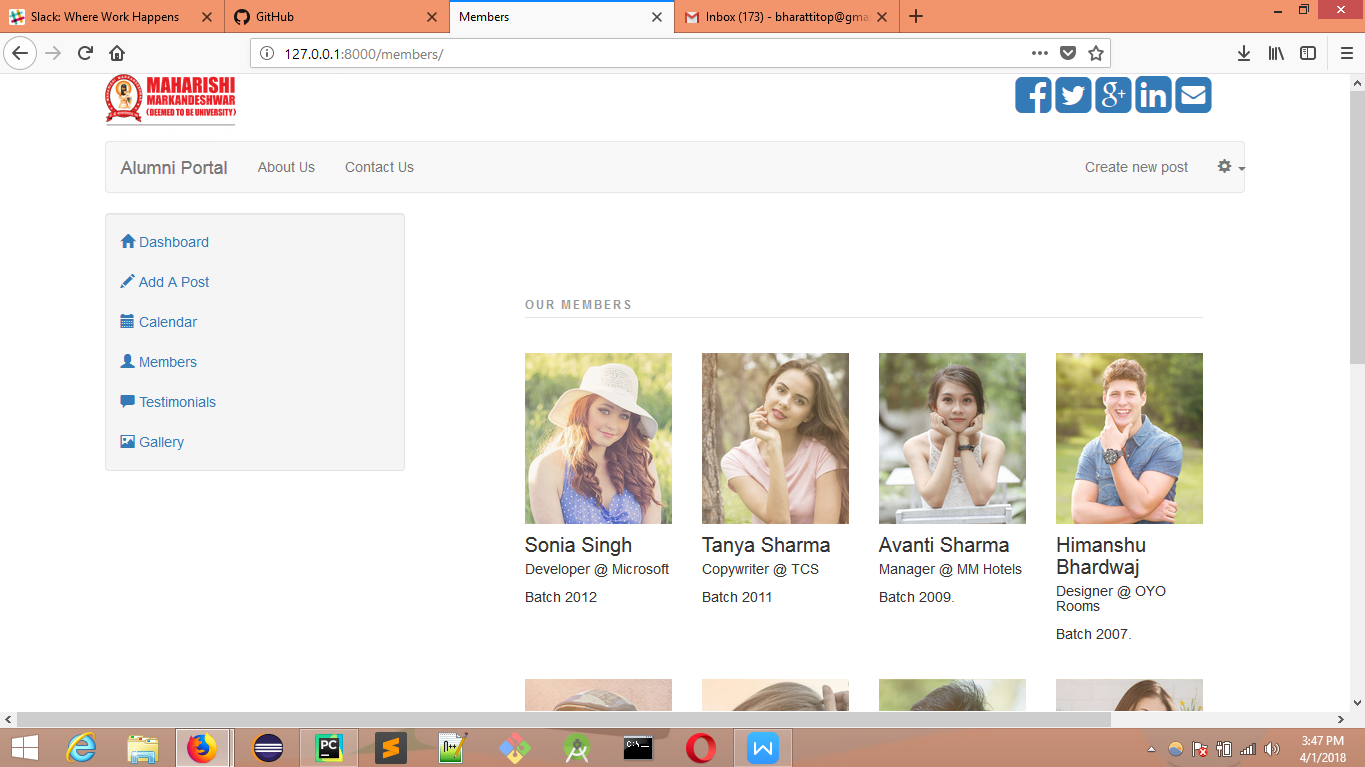 Slack: Where Work Happens
GitHub
Members
Inbox (173) - bharattitop@gma
127.0.0.1:8000/members/
MAHARISHI
MARKANDESHWAR
(DEEMED TO BE UNIVERSITY)
Alumni Portal
About Us
Contact Us
Create new post
Dashboard
Add A Post
Calendar
Members
Testimonials
Gallery
OUR MEMBERS
Sonia Singh
Developer @ Microsoft
Batch 2012
Tanya Sharma
Copywriter @ TCS
Batch 2011
Avanti Sharma
Manager @ MM Hotels
Batch 2009.
Himanshu
Bhardwaj
Designer @ OYO
Rooms
Batch 2007.
3:47 PM
4/1/2018